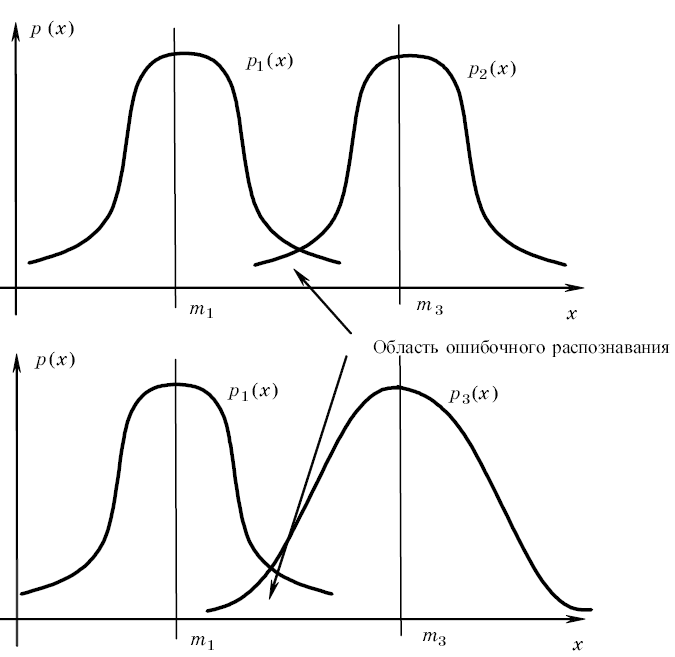 p (x)
p₁(x)
p₂(x)
m₁
m₃
x
Область ошибочного распознавания
p(x)
p₁(x)
p₃(x)
m₁
m₃
x